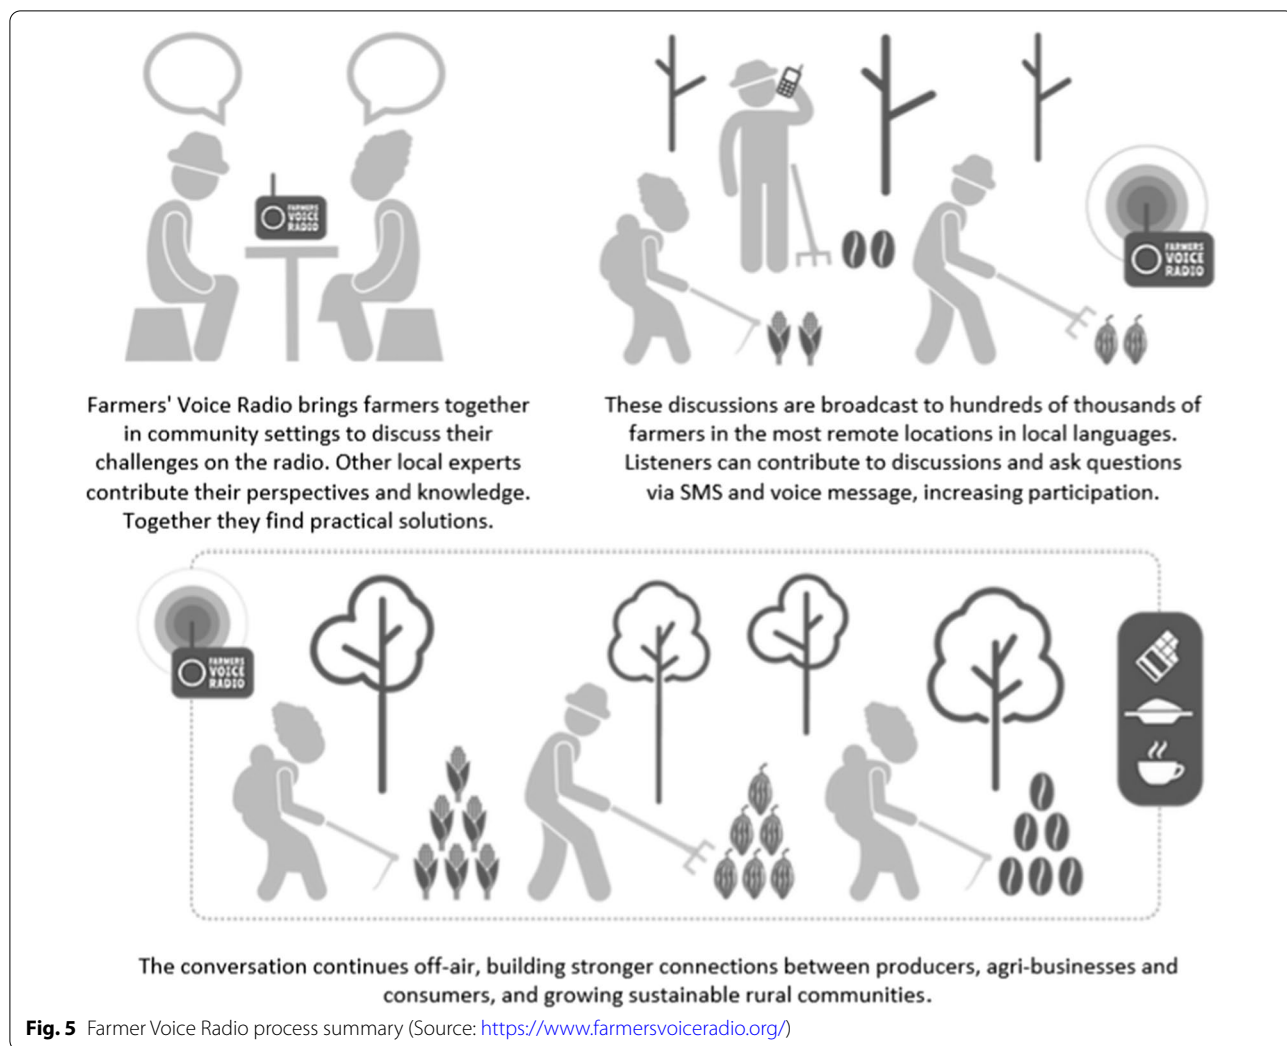 FARMERS
VOICE
RADIO
FARMERS
VOICE
RADIO
Farmers' Voice Radio brings farmers together
in community settings to discuss their
challenges on the radio. Other local experts
contribute their perspectives and knowledge.
Together they find practical solutions.
These discussions are broadcast to hundreds of thousands of
farmers in the most remote locations in local languages.
Listeners can contribute to discussions and ask questions
via SMS and voice message, increasing participation.
FARMERS
VOICE
RADIO
The conversation continues off-air, building stronger connections between producers, agri-businesses and
consumers, and growing sustainable rural communities.
Fig. 5 Farmer Voice Radio process summary (Source: https://www.farmersvoiceradio.org/)